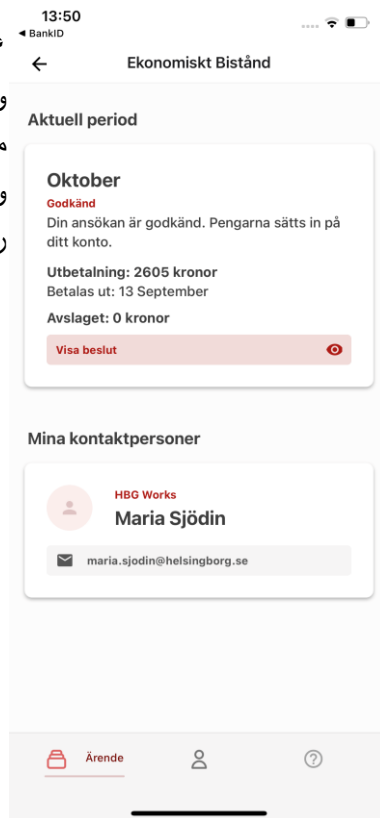 13:50
BankID
Ekonomiskt Bistånd
Aktuell period
Oktober
Godkänd
Din ansökan är godkänd. Pengarna sätts in på
ditt konto.
Utbetalning: 2605 kronor
Betalas ut: 13 September
Avslaget: 0 kronor
Visa beslut
Mina kontaktpersoner
HBG Works
Maria Sjödin
maria.sjodin@helsingborg.se
Ärende